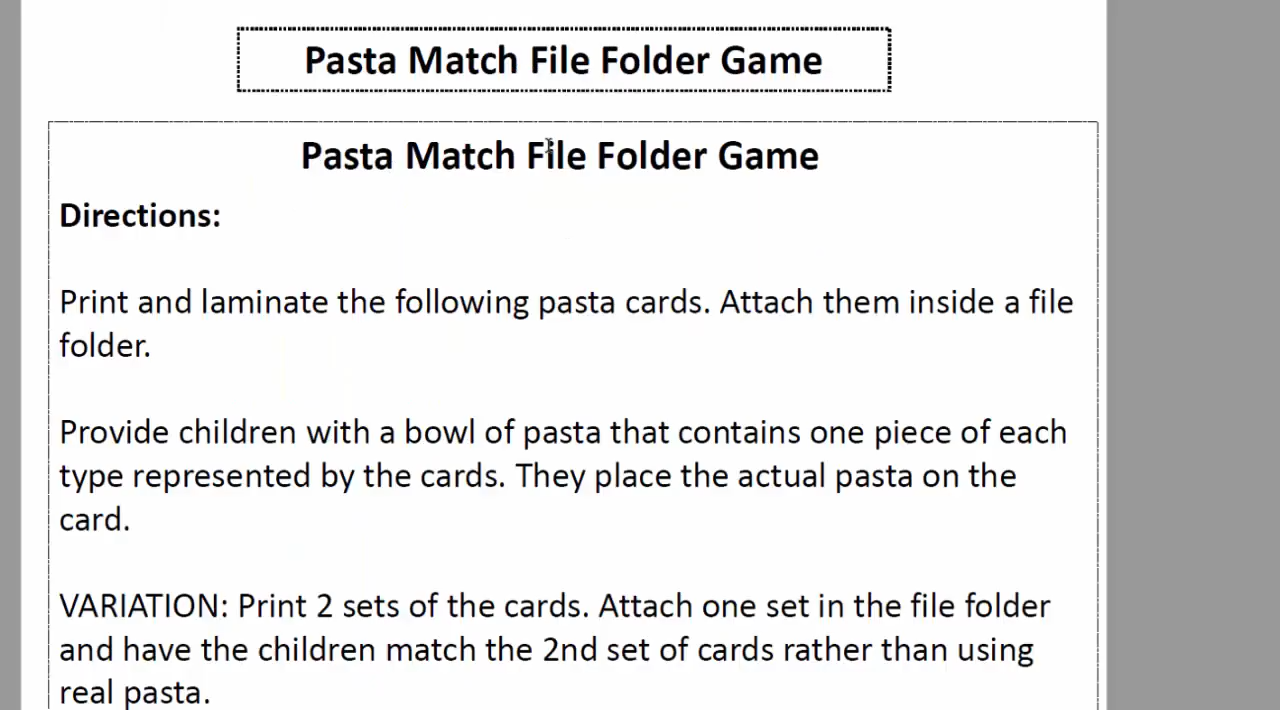 Pasta Match File Folder Game
Pasta Match File Folder Game
Directions:
Print and laminate the following pasta cards. Attach them inside a file
folder.
Provide children with a bowl of pasta that contains one piece of each
type represented by the cards. They place the actual pasta on the
card.
VARIATION: Print 2 sets of the cards. Attach one set in the file folder
and have the children match the 2nd set of cards rather than using
real pasta.